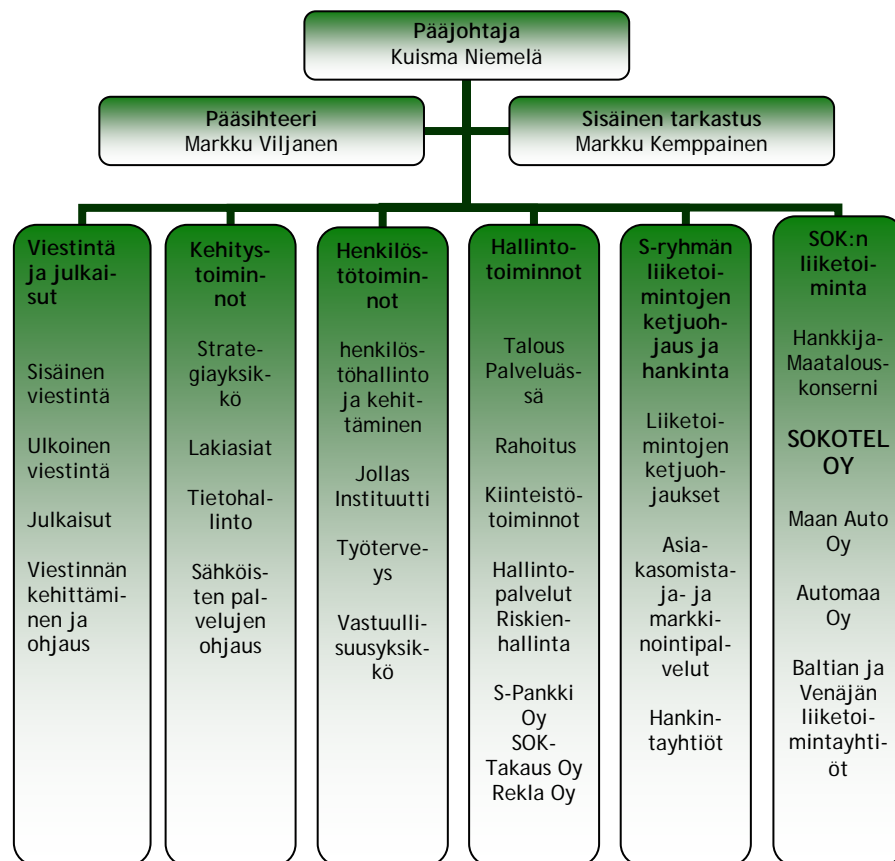 Pääjohtaja
Kuisma Niemelä
Pääsihteeri
Markku Viljanen
Sisäinen tarkastus
Markku Kemppainen
Viestintä
ja julkai-
sut
Sisäinen
viestintä
Ulkoinen
viestintä
Julkaisut
Viestinnän
kehittämi-
nen ja
ohjaus
Kehitys-
toimin-
not
Strate-
giayksik-
kö
Lakiasiat
Tietohal-
linto
Sähköis-
ten pal-
velujen
ohjaus
Henkilös-
tötoimin-
not
henkilös-
töhallinto
ja kehit-
täminen
Jollas
Instituutti
Työterve-
ys
Vastuulli-
suusyksik-
kö
Hallinto-
toiminnot
Talous
Palveluäs-
sä
Rahoitus
Kiinteistö-
toiminnot
Hallinto-
palvelut
Riskien-
hallinta
S-Pankki
Oy
SOK-
Takaus Oy
Rekla Oy
S-ryhmän
liiketoi-
mintojen
ketjuoh-
jaus ja
hankinta
Liiketoi-
mintojen
ketjuoh-
jaukset
Asia-
kasomista-
ja- ja
markki-
nointipal-
velut
Hankin-
tayhtiöt
SOK:n
liiketoi-
minta
Hankkija-
Maatalous-
konserni
SOKOTEL
OY
Maan Auto
Oy
Automaa
Oy
Baltian ja
Venäjän
liiketoi-
mintayhti-
öt